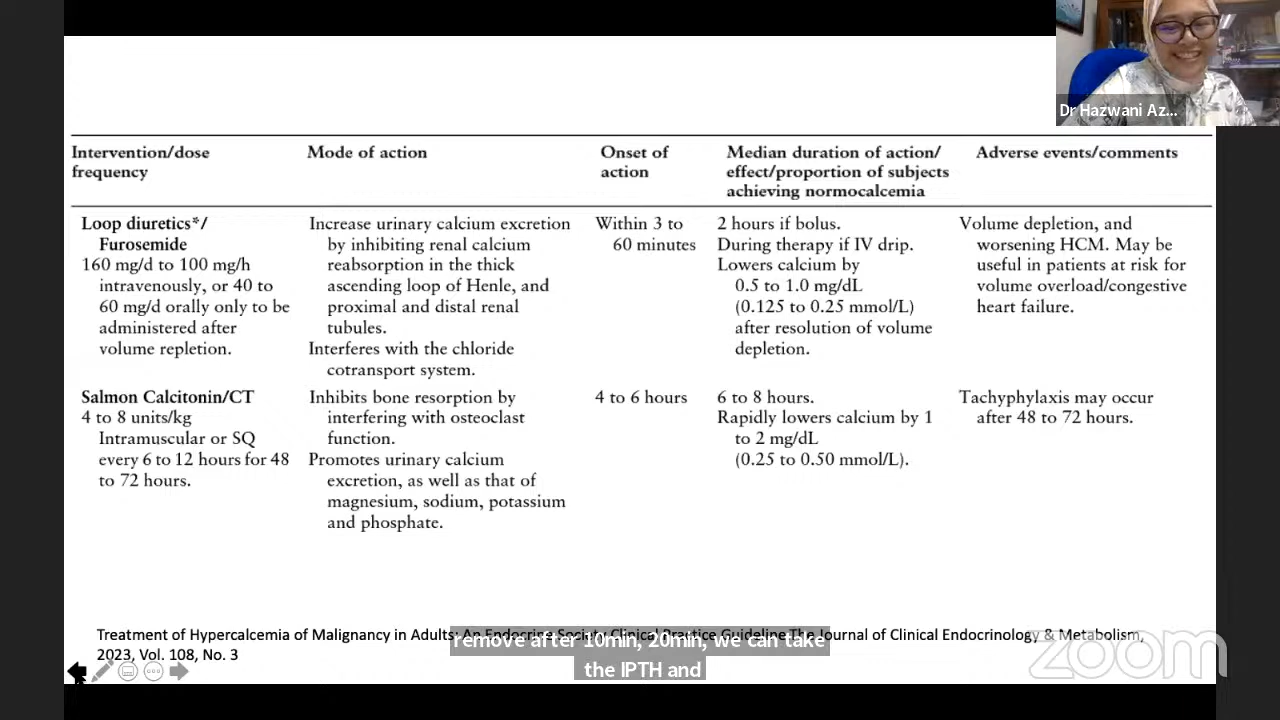 Dr Hazwani Az...
Intervention/dose frequency
Mode of action
Onset of action
Median duration of action/ effect/proportion of subjects achieving normocalcemia
Adverse events/comments
Loop diuretics*/
Furosemide
160 mg/d to 100 mg/h
intravenously, or 40 to
60 mg/d orally only to be
administered after
volume repletion.
Increase urinary calcium excretion
by inhibiting renal calcium
reabsorption in the thick
ascending loop of Henle, and
proximal and distal renal
tubules.
Interferes with the chloride
cotransport system.
Within 3 to
60 minutes
2 hours if bolus.
During therapy if IV drip.
Lowers calcium by
0.5 to 1.0 mg/dL
(0.125 to 0.25 mmol/L)
after resolution of volume
depletion.
Volume depletion, and
worsening HCM. May be
useful in patients at risk for
volume overload/congestive
heart failure.
Salmon Calcitonin/CT
4 to 8 units/kg
Intramuscular or SQ
every 6 to 12 hours for 48
to 72 hours.
Inhibits bone resorption by
interfering with osteoclast
function.
Promotes urinary calcium
excretion, as well as that of
magnesium, sodium, potassium
and phosphate.
4 to 6 hours
6 to 8 hours.
Rapidly lowers calcium by 1
to 2 mg/dL
(0.25 to 0.50 mmol/L).
Tachyphylaxis may occur
after 48 to 72 hours.
Treatment of Hypercalcemia of Malignancy in Adults: An Endocrine Society Clinical Practice Guideline The Journal of Clinical Endocrinology & Metabolism,
2023, Vol. 108, No. 3
remove after 10min, 20min, we can take
the IPTH and
zoom